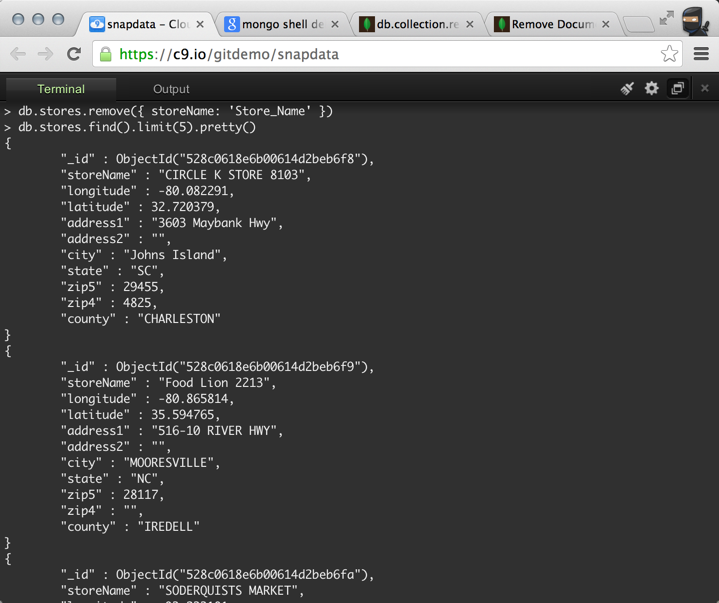 snapdata – Clou
mongo shell de
db.collection.re
Remove Docum
https://c9.io/gitdemo/snapdata
Terminal
Output
> db.stores.remove({ storeName: 'Store_Name' })
> db.stores.find().limit(5).pretty()
{
"_id" : ObjectId("528c0618e6b00614d2beb6f8"),
"storeName" : "CIRCLE K STORE 8103",
"longitude" : -80.082291,
"latitude" : 32.720379,
"address1" : "3603 Maybank Hwy",
"address2" : "",
"city" : "Johns Island",
"state" : "SC",
"zip5" : 29455,
"zip4" : 4825,
"county" : "CHARLESTON"
}
{
"_id" : ObjectId("528c0618e6b00614d2beb6f9"),
"storeName" : "Food Lion 2213",
"longitude" : -80.865814,
"latitude" : 35.594765,
"address1" : "516-10 RIVER HWY",
"address2" : "",
"city" : "MOORESVILLE",
"state" : "NC",
"zip5" : 28117,
"zip4" : "",
"county" : "IREDELL"
}
{
"_id" : ObjectId("528c0618e6b00614d2beb6fa"),
"storeName" : "SODERQUISTS MARKET",